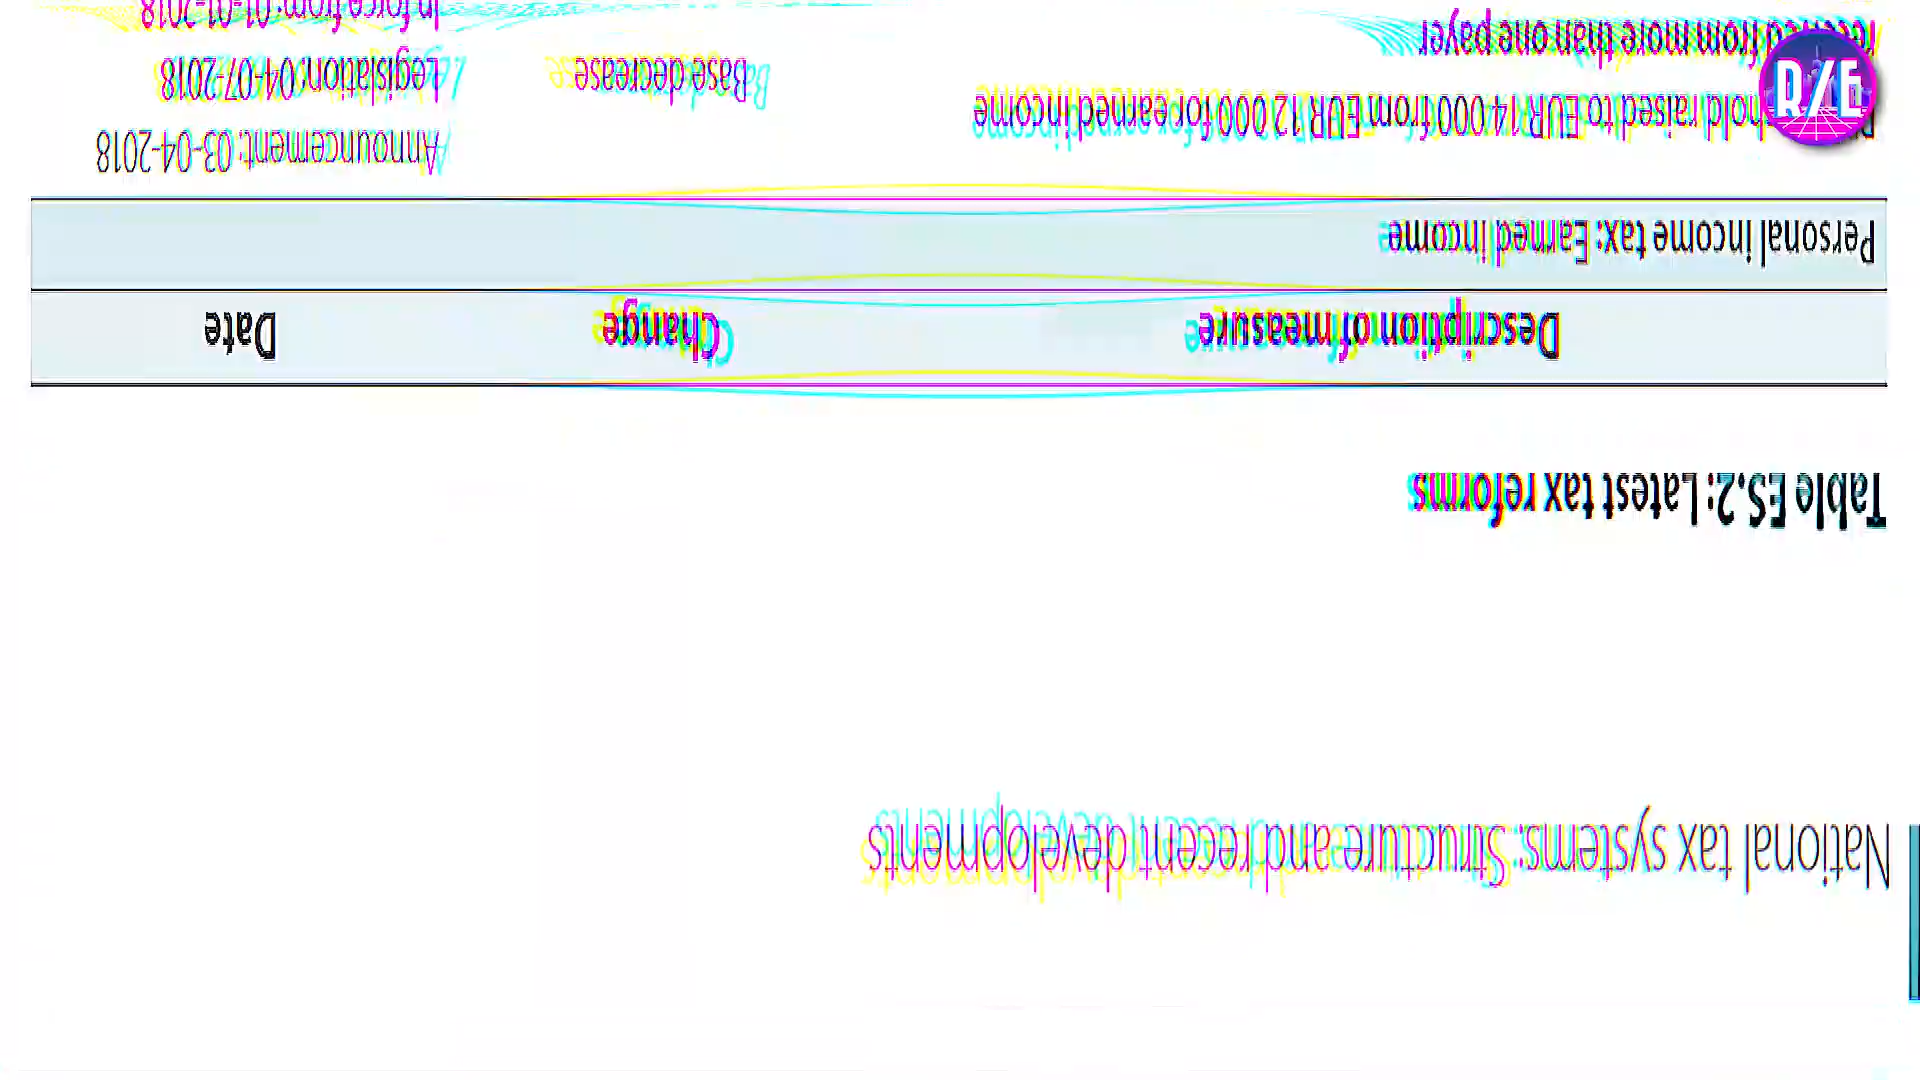 National tax systems: Structure and recent developments
Table ES.2: Latest tax reforms
Description of measure Change Date
Personal income tax: Earned income
hold raised to EUR 14 000 from EUR 12 000 for earned income
from more than one payer
Base decrease
Announcement: 03-04-2018
Legislation: 04-07-2018
In force from: 01-01-2018
R/E